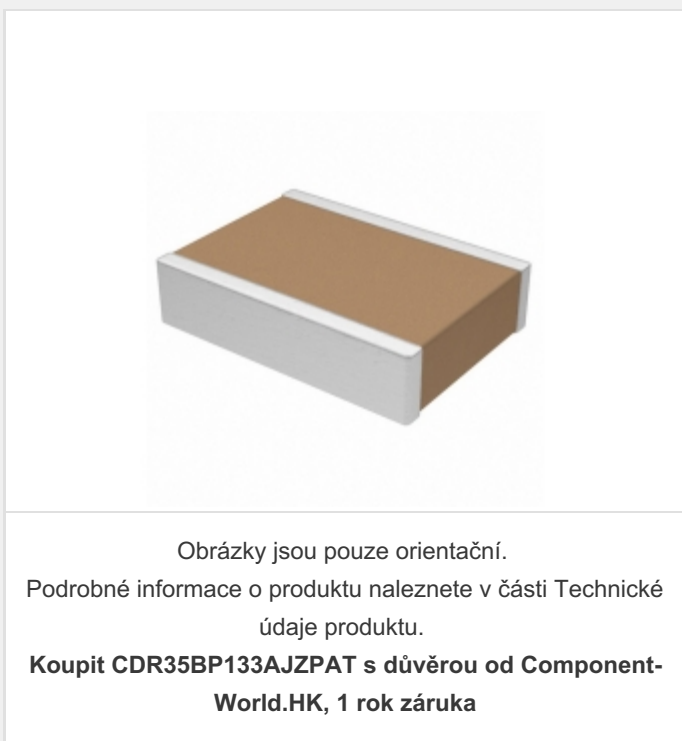 Obrázky jsou pouze orientační.
Podrobné informace o produktu naleznete v části Technické
údaje produktu.
Koupit CDR35BP133AJZPAT s důvěrou od Component-
World.HK, 1 rok záruka